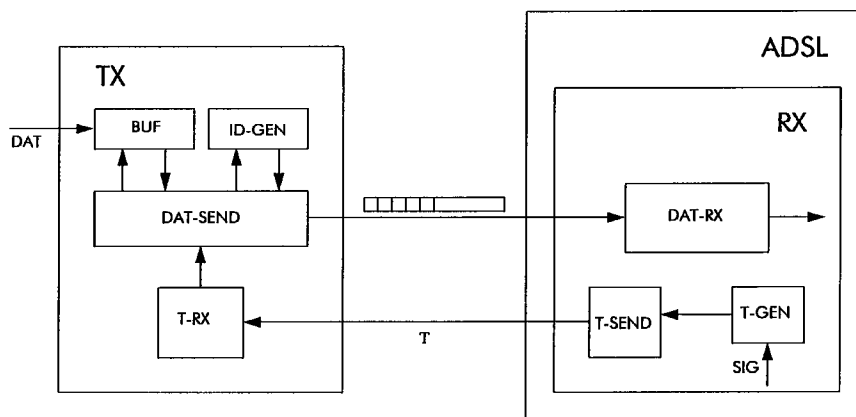 ADSL
TX
RX
BUF
ID-GEN
DAT
DAT-SEND
DAT-RX
T-RX
T
T-SEND
T-GEN
SIG